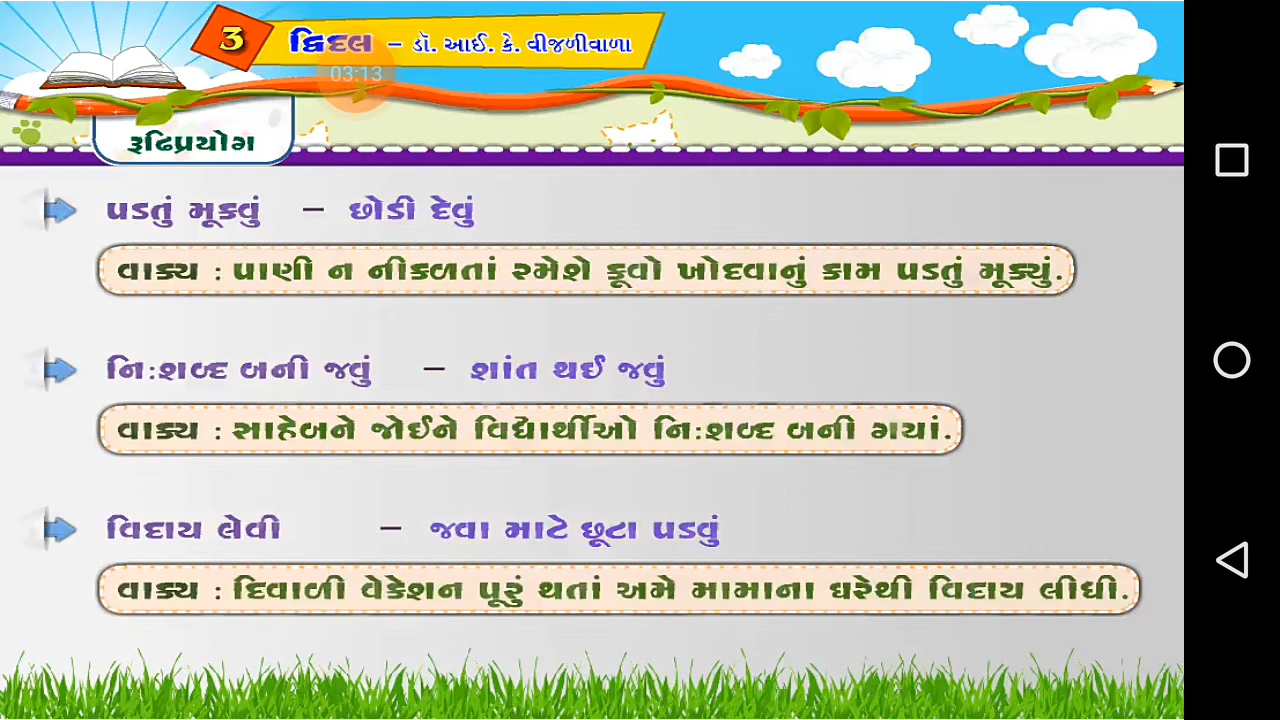 3 દ્વિદલ – ડૉ. આઈ. કે. વીજળીવાળા
03:13
રૂઢિપ્રયોગ
પડતું મૂકવું – છોડી દેવું
વાક્ય : પાણી ન નીકળતાં રમેશે કૂવો ખોદવાનું કામ પડતું મૂક્યું.
નિ:શબ્દ બની જવું – શાંત થઈ જવું
વાક્ય : સાહેબને જોઈને વિદ્યાર્થીઓ નિ:શબ્દ બની ગયાં.
વિદાય લેવી – જવા માટે છૂટા પડવું
વાક્ય : દિવાળી વેકેશન પૂરું થતાં અમે મામાના ઘરેથી વિદાય લીધી.